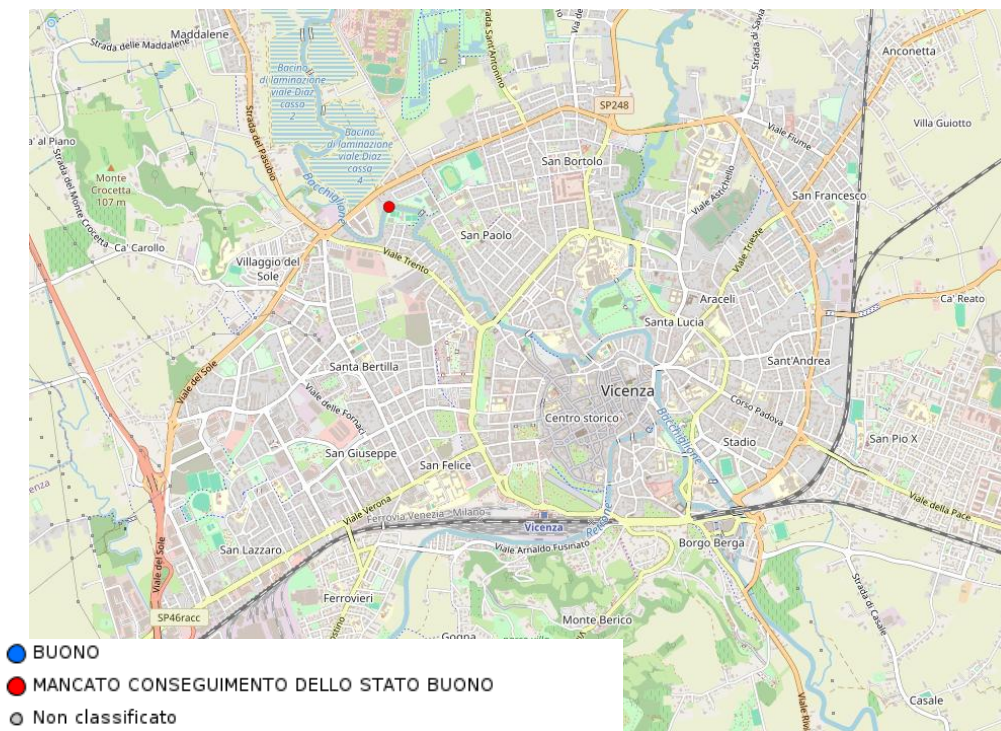 Maddalene
Strada delle Maddalene
Bacino
di laminazione
viale Diaz
cassa
2
Bacino
di laminazione
viale Diaz
cassa
4
Strada Sant'Antonino
SP248
Strada di Saviabona
Anconetta
Villa Guiotto
Viale Fiume
Strada del Pasubio
Monte
Crocetta
107 m
Strada del Monte Crocetta
Ca' Carollo
Bacchiglione
San Bortolo
Viale Astichello
San Francesco
San Paolo
Villaggio del
Sole
Viale Trento
Viale Trieste
Araceli
Ca' Reato
Santa Lucia
Viale del Sole
Santa Bertilla
Sant'Andrea
Vicenza
Viale delle Fornaci
Centro storico
Corso Padova
Bacchiglione
Stadio
San Pio X
San Giuseppe
San Felice
Viale Verona
Ferrovia Venezia - Milano
Vicenza
Retrone
Viale della Pace
San Lazzaro
Viale Arnaldo Fusinato
Borgo Berga
Viale del Sole
Ferrovieri
Monte Berico
Strada di Casale
SP46racc
Gogna
Casale
BUONO
MANCATO CONSEGUIMENTO DELLO STATO BUONO
Non classificato